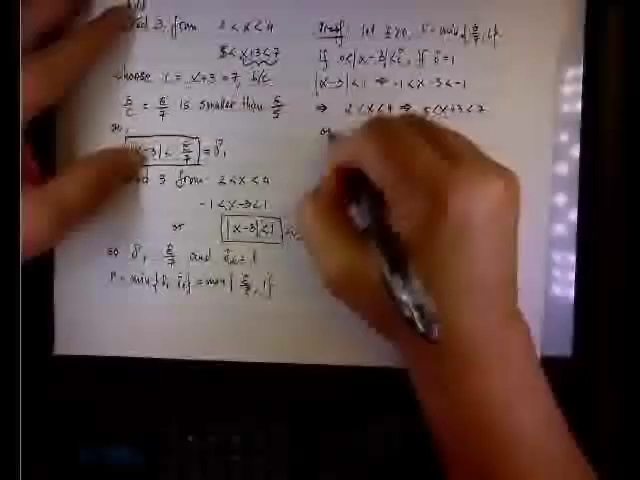 3 from 2 < x < 4
5 < x+3 < 7
choose c = x+3 = 7, b/c
ε/c = ε/7 is smaller than ε/5
so,
|x-3| < ε/7 = δ₁
3 from 2 < x < 4
-1 < x-3 < 1
or |x-3| < 1
so δ₁ ε/7 and δ₂ = 1
= min{δ₁, δ₂} = min{ε/7, 1}
Proof: let ε>0, δ = min{ε/7, 1}
if 0<|x-3|<δ, if δ=1
|x-3|<1 ⇒ -1<x-3<-1
⇒ 2<x<4 ⇒ 5<x+3<7